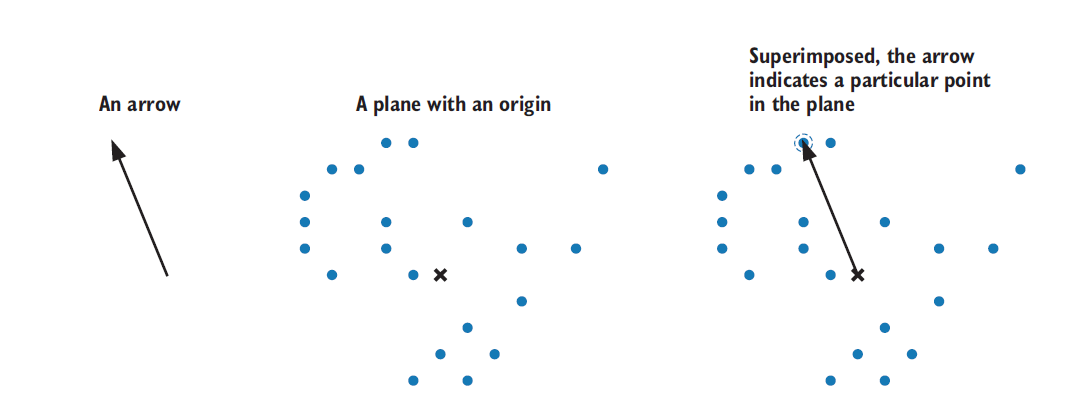 An arrow
A plane with an origin
Superimposed, the arrow
indicates a particular point
in the plane